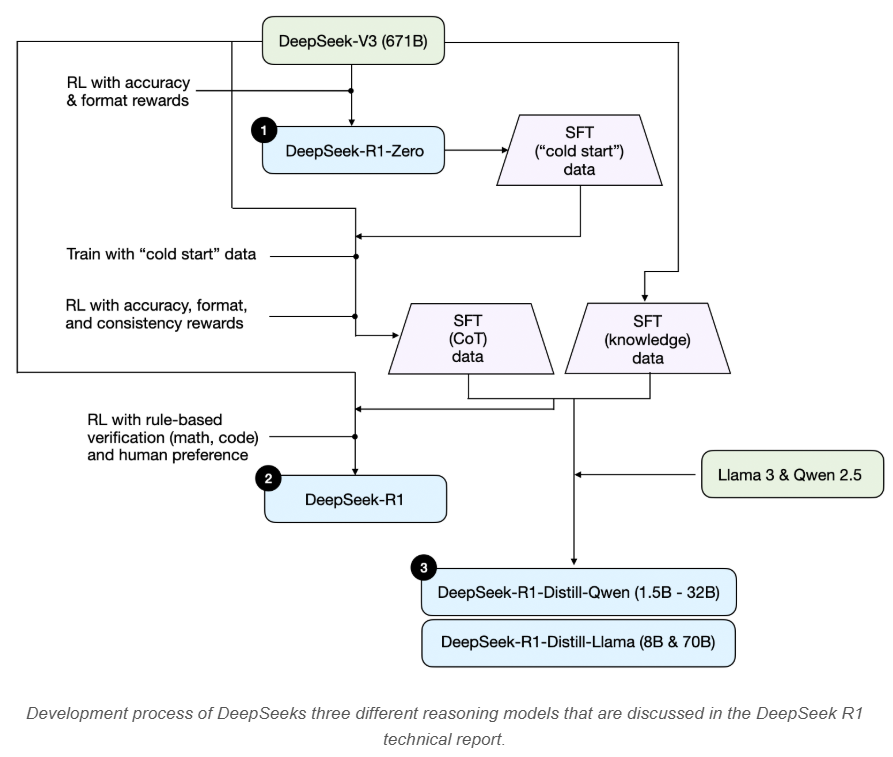 DeepSeek-V3 (671B)
RL with accuracy
& format rewards
1
DeepSeek-R1-Zero
SFT
(“cold start”)
data
Train with “cold start” data
RL with accuracy, format,
and consistency rewards
SFT
(CoT)
data
SFT
(knowledge)
data
RL with rule-based
verification (math, code)
and human preference
2
DeepSeek-R1
Llama 3 & Qwen 2.5
3
DeepSeek-R1-Distill-Qwen (1.5B - 32B)
DeepSeek-R1-Distill-Llama (8B & 70B)
Development process of DeepSeeks three different reasoning models that are discussed in the DeepSeek R1
technical report.